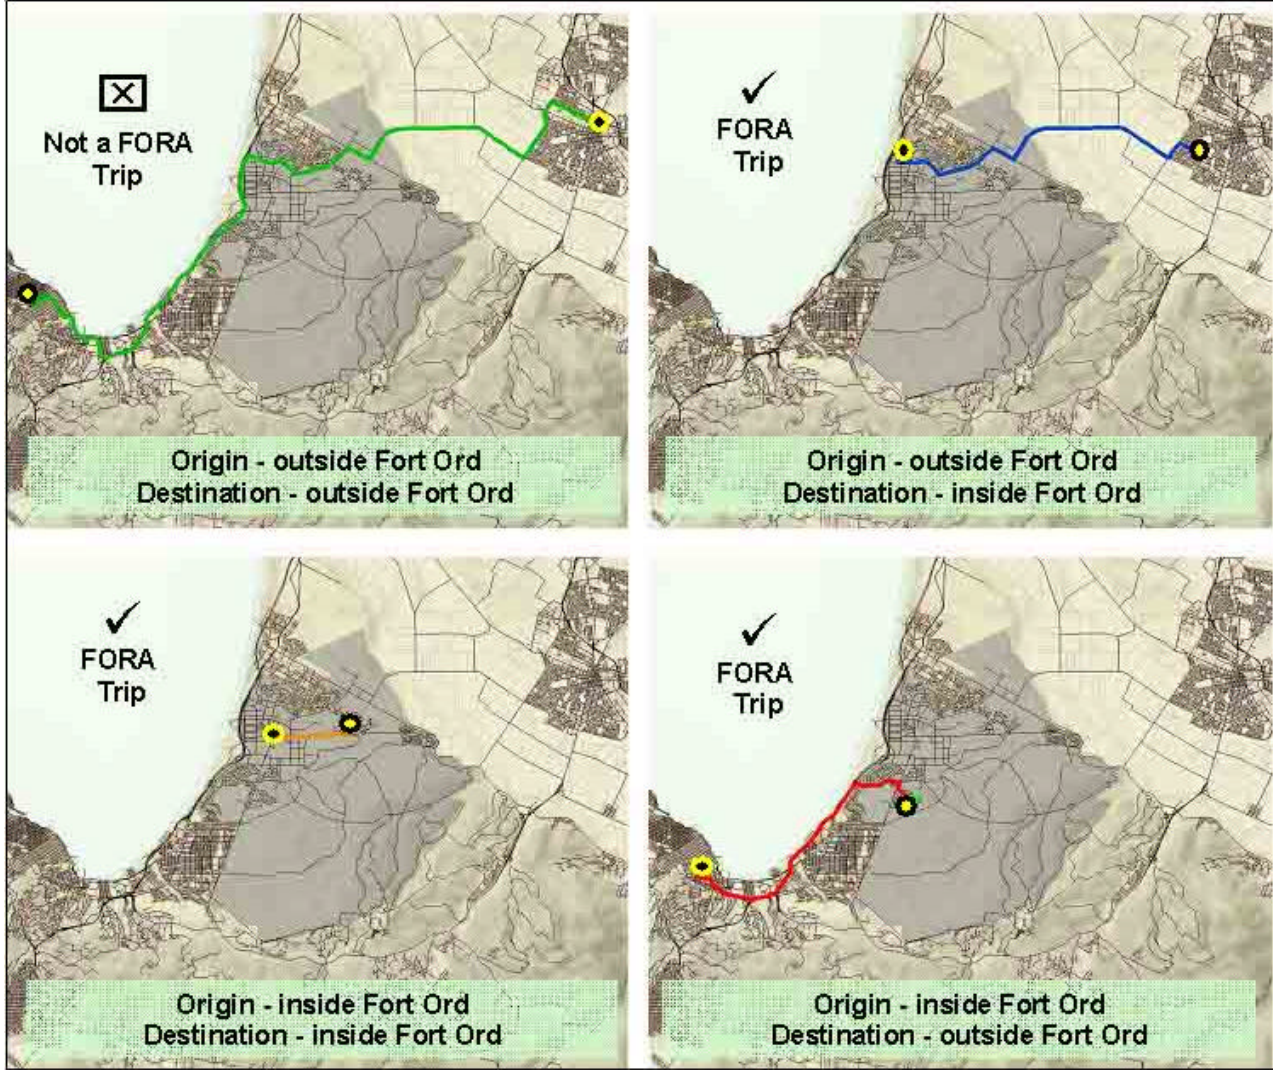 Not a FORA
Trip
Origin - outside Fort Ord
Destination - outside Fort Ord
FORA
Trip
Origin - outside Fort Ord
Destination - inside Fort Ord
FORA
Trip
Origin - inside Fort Ord
Destination - inside Fort Ord
FORA
Trip
Origin - inside Fort Ord
Destination - outside Fort Ord